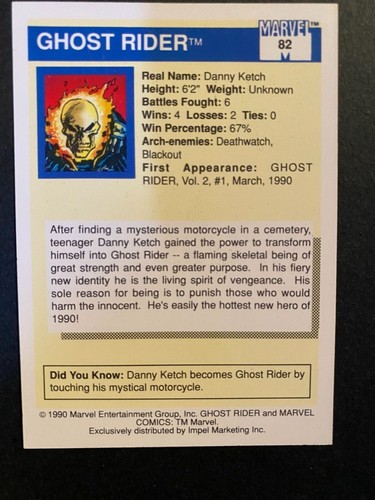 MARVEL™
GHOST RIDER™
82
M
Real Name: Danny Ketch
Height: 6'2" Weight: Unknown
Battles Fought: 6
Wins: 4 Losses: 2 Ties: 0
Win Percentage: 67%
Arch-enemies: Deathwatch,
Blackout
First Appearance: GHOST
RIDER, Vol. 2, #1, March, 1990
After finding a mysterious motorcycle in a cemetery,
teenager Danny Ketch gained the power to transform
himself into Ghost Rider -- a flaming skeletal being of
great strength and even greater purpose. In his fiery
new identity he is the living spirit of vengeance. His
sole reason for being is to punish those who would
harm the innocent. He's easily the hottest new hero of
1990!
Did You Know: Danny Ketch becomes Ghost Rider by
touching his mystical motorcycle.
© 1990 Marvel Entertainment Group, Inc. GHOST RIDER and MARVEL
COMICS: TM Marvel.
Exclusively distributed by Impel Marketing Inc.